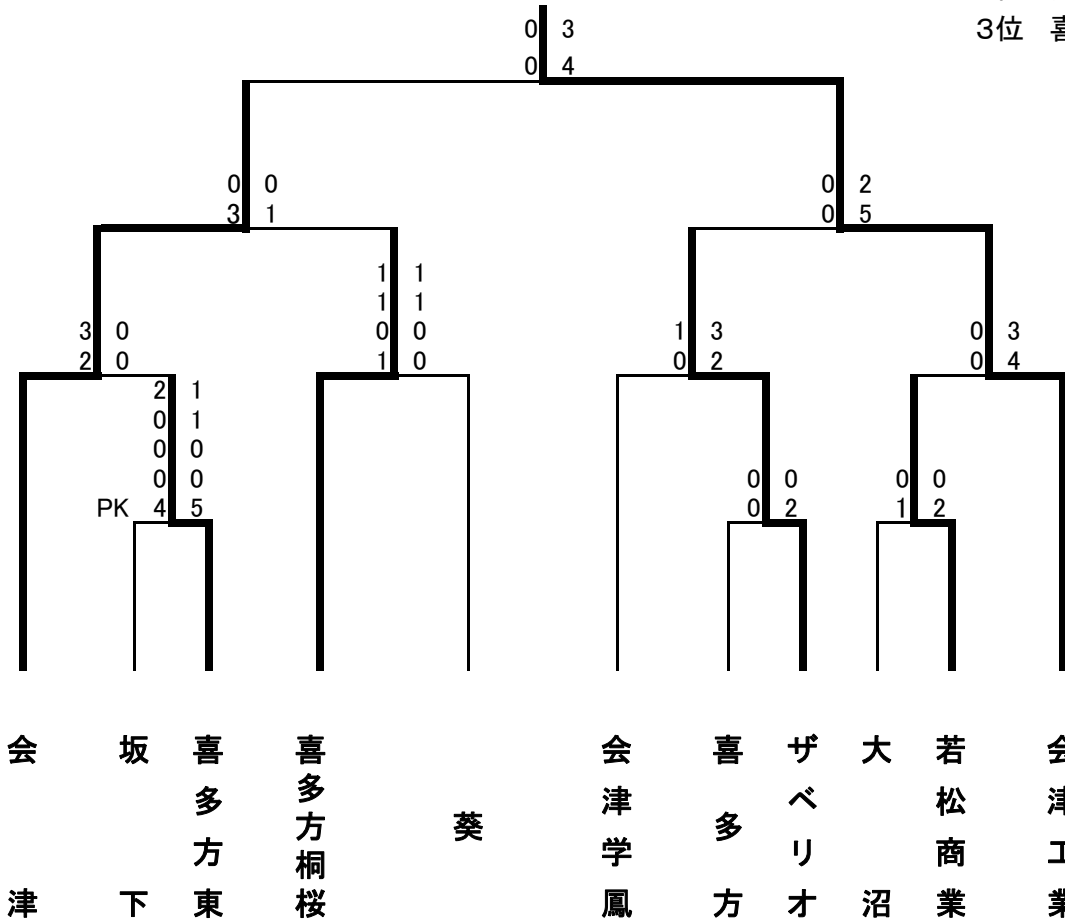 0 3
3位 喜
0 4
0 0
3 1
0 2
0 5
1 1
1 1
3 0
0 0
1 3
0 3
2 0
1 0
0 2
0 4
2 1
0 1
0 0
0 0
0 0
0 0
PK 4 5
0 2
1 2
会津
坂下
喜多方東
喜多方桐桜
葵
会津学鳳
喜多方
ザベリオ
大沼
若松商業
会津工業